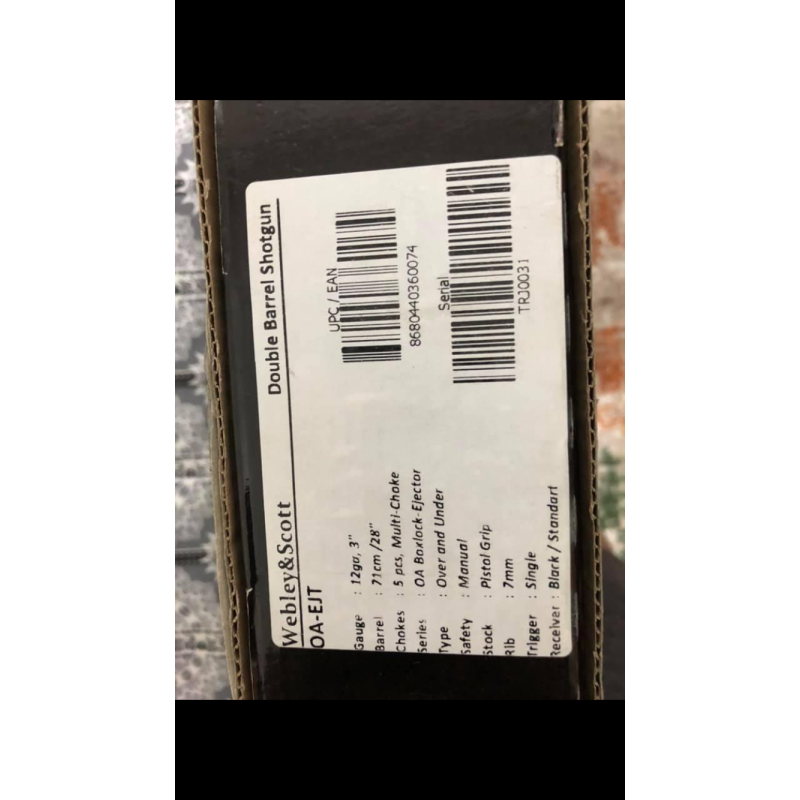 Webley&Scott Double Barrel Shotgun
OA-EJT
UPC / EAN
8680440360074
Serial
TRJ0031
Gauge : 12ga, 3"
Barrel : 71cm /28"
Chokes : 5 pcs, Multi-Choke
Series : OA Boxlock-Ejector
Type : Over and Under
Safety : Manual
Stock : Pistol Grip
Rib : 7mm
Trigger : Single
Receiver : Black / Standart